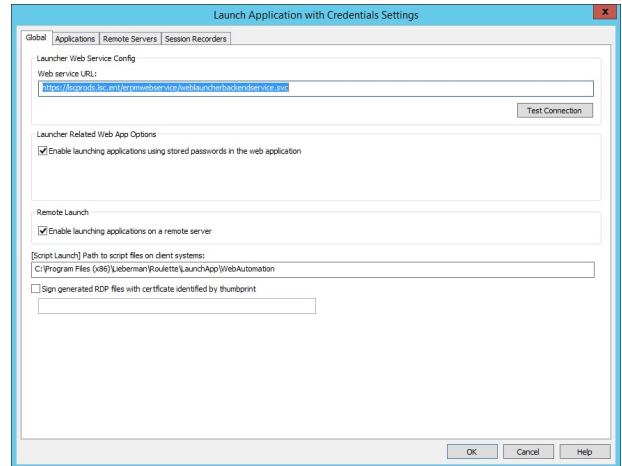 Launch Application with Credentials Settings
x
Global Applications Remote Servers Session Recorders
Launcher Web Service Config
Web service URL:
https://lscprods.lsc.ent/erpmwebservice/weblauncherbackendservice.svc
Test Connection
Launcher Related Web App Options
Enable launching applications using stored passwords in the web application
Remote Launch
Enable launching applications on a remote server
[Script Launch] Path to script files on client systems:
C:\Program Files (x86)\Lieberman\Roulette\LaunchApp\WebAutomation
Sign generated RDP files with certficate identified by thumbprint
OK Cancel Help